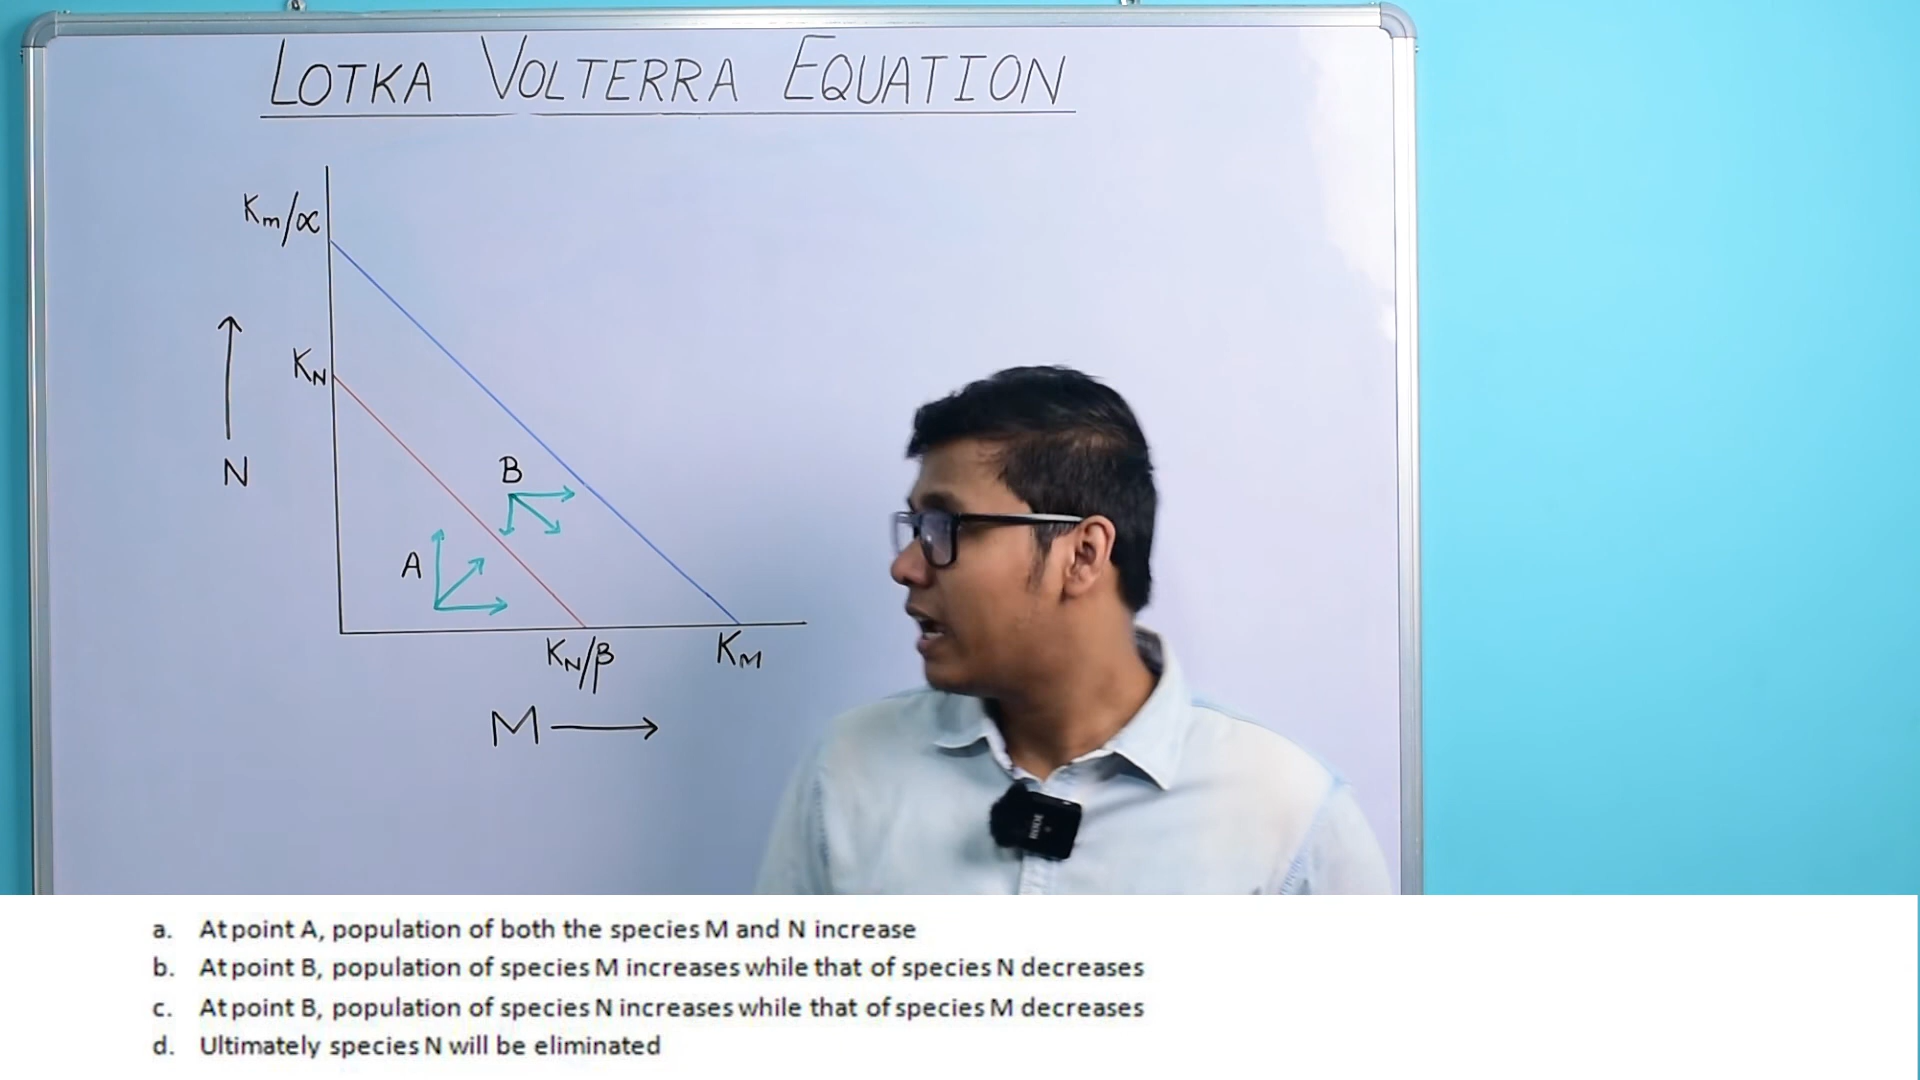 LOTKA VOLTERRA EQUATION
Km/α
KN
N
B
A
KN/β
KM
M
RODE
a. At point A, population of both the species M and N increase
b. At point B, population of species M increases while that of species N decreases
c. At point B, population of species N increases while that of species M decreases
d. Ultimately species N will be eliminated